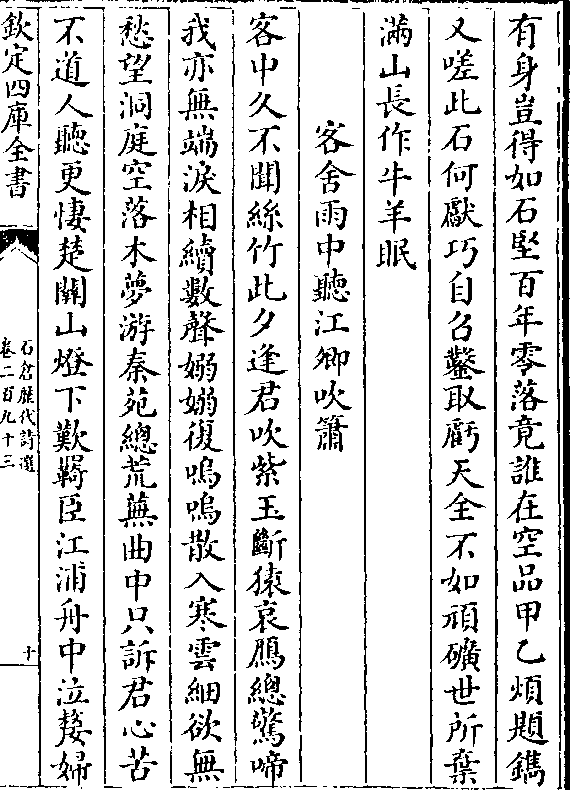 有身豈得如石堅百年零落竟誰在空品甲乙煩題鐫
又嗟此石何獻巧自召鑿取虧天全不如頑礦世所棄
滿山長作牛羊眠
客舍雨中聽江卿吹簫
客中久不聞絲竹此夕逢君吹紫玉斷猿哀鴈總驚啼
我亦無端淚相續數聲嫋嫋復嗚嗚散入寒雲細欲無
愁望洞庭空落木夢游秦苑總荒蕪曲中只訴君心苦
不道人聽更悽楚關山燈下歎羇臣江浦舟中泣嫠婦
欽定四庫全書
石倉歷代詩選
卷二百九十三
十